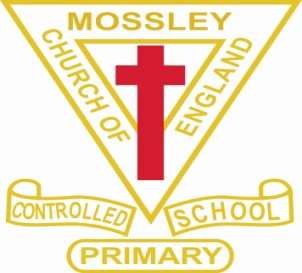 MOSSLEY
CHURCH OF
ENGLAND
CONTROLLED
SCHOOL
PRIMARY